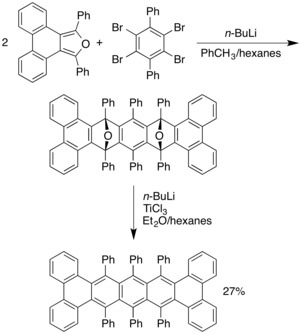 Ph Ph n-BuLi
2 O + Br Br
Br Br PhCH3/hexanes
Ph Ph
Ph Ph Ph
O O
Ph Ph Ph
n-BuLi
TiCl3
Et2O/hexanes
Ph Ph Ph
27%
Ph Ph Ph